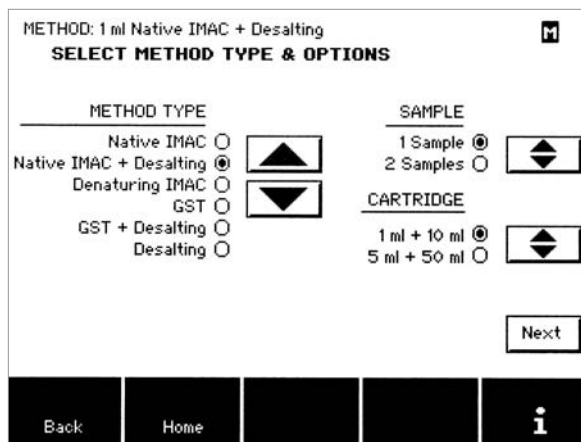 METHOD: 1 ml Native IMAC + Desalting
M
SELECT METHOD TYPE & OPTIONS
METHOD TYPE
Native IMAC
Native IMAC + Desalting
Denaturing IMAC
GST
GST + Desalting
Desalting
SAMPLE
1 Sample
2 Samples
CARTRIDGE
1 ml + 10 ml
5 ml + 50 ml
Next
Back
Home
i